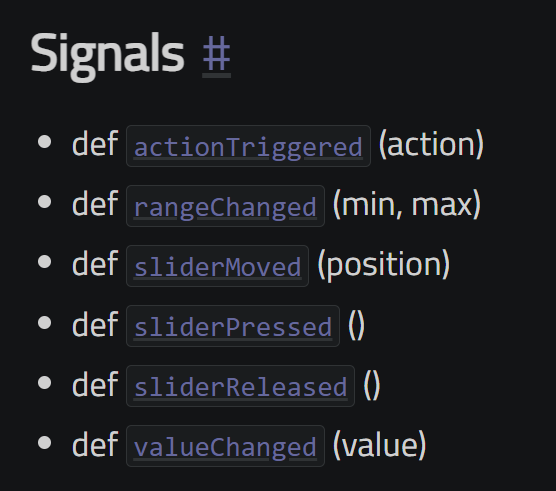 Signals #
• def actionTriggered (action)
• def rangeChanged (min, max)
• def sliderMoved (position)
• def sliderPressed ()
• def sliderReleased ()
• def valueChanged (value)